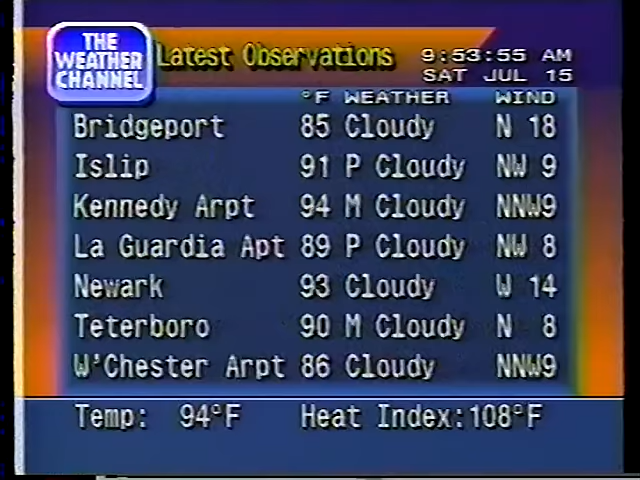 THE
WEATHER
CHANNEL
Latest Observations
9:53:55 AM
SAT JUL 15
°F WEATHER WIND
Bridgeport 85 Cloudy N 18
Islip 91 P Cloudy NW 9
Kennedy Arpt 94 M Cloudy NNW9
La Guardia Apt 89 P Cloudy NW 8
Newark 93 Cloudy W 14
Teterboro 90 M Cloudy N 8
W'Chester Arpt 86 Cloudy NNW9
Temp: 94°F Heat Index:108°F